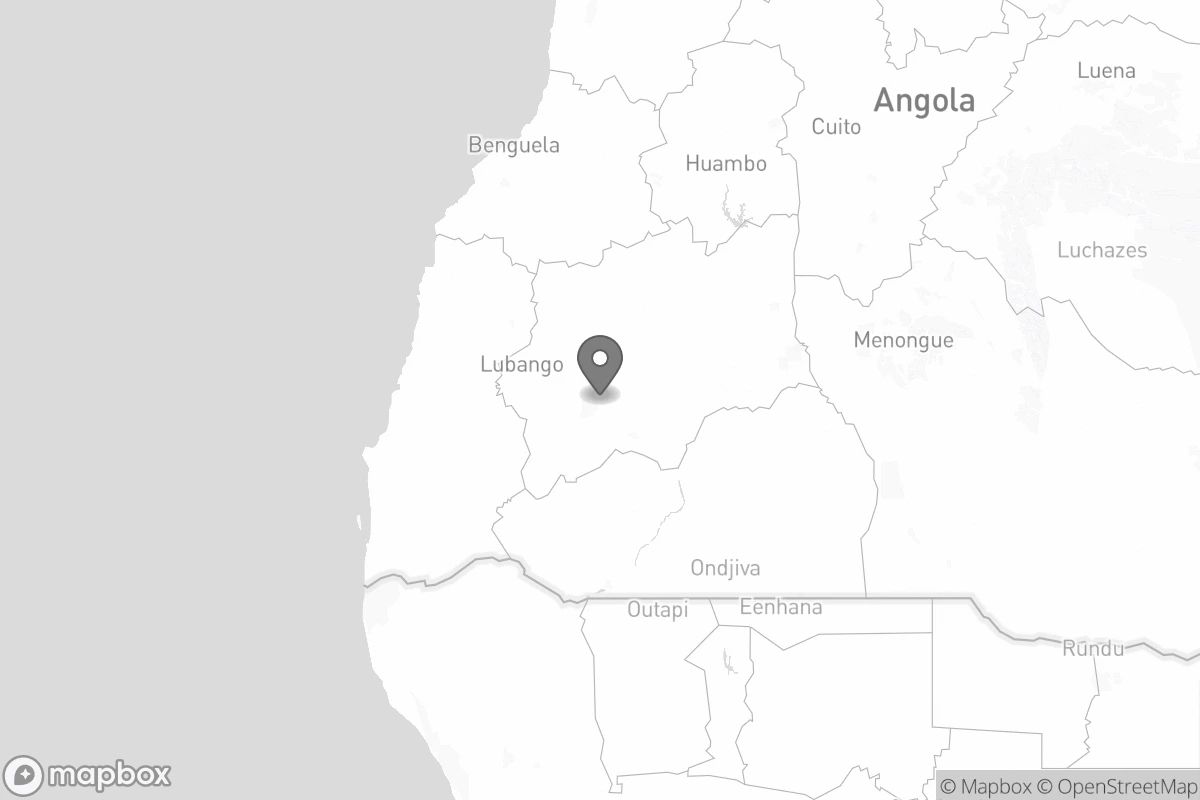 Luena
Angola
Cuito
Benguela
Huambo
Luchazes
Menongue
Lubango
Ondjiva
Outapi
Eenhana
Rundu
mapbox
© Mapbox © OpenStreetMap